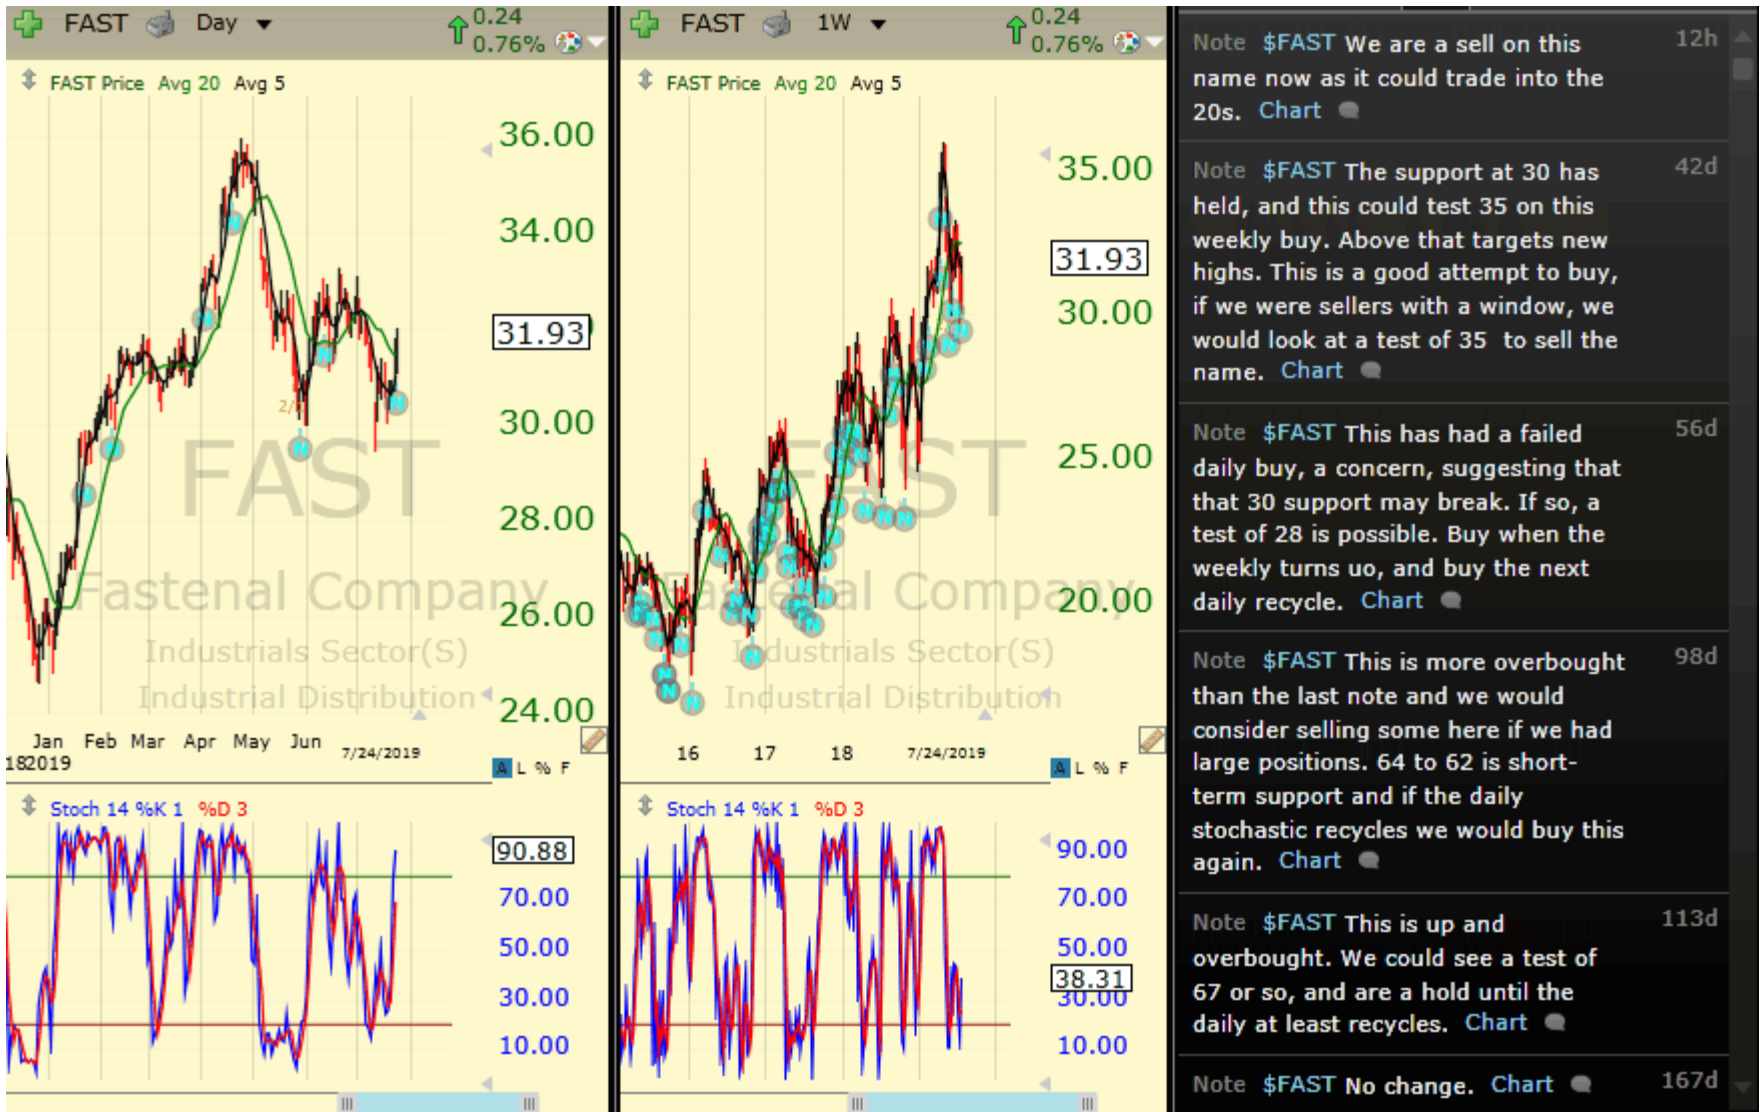 FAST Day 0.24
0.76%
FAST Price Avg 20 Avg 5
36.00
34.00
31.93
2/
30.00
28.00
26.00
24.00
FAST
Fastenal Company
Industrials Sector(S)
Industrial Distribution
Jan Feb Mar Apr May Jun 7/24/2019
182019
A L % F
Stoch 14 %K 1 %D 3
90.88
70.00
50.00
30.00
10.00
FAST 1W 0.24
0.76%
FAST Price Avg 20 Avg 5
35.00
31.93
30.00
25.00
20.00
FAST
Fastenal Company
Industrials Sector(S)
Industrial Distribution
16 17 18 7/24/2019
A L % F
Stoch 14 %K 1 %D 3
90.00
70.00
50.00
38.31
30.00
10.00
Note $FAST We are a sell on this 12h
name now as it could trade into the
20s. Chart
Note $FAST The support at 30 has 42d
held, and this could test 35 on this
weekly buy. Above that targets new
highs. This is a good attempt to buy,
if we were sellers with a window, we
would look at a test of 35 to sell the
name. Chart
Note $FAST This has had a failed 56d
daily buy, a concern, suggesting that
that 30 support may break. If so, a
test of 28 is possible. Buy when the
weekly turns uo, and buy the next
daily recycle. Chart
Note $FAST This is more overbought 98d
than the last note and we would
consider selling some here if we had
large positions. 64 to 62 is short-
term support and if the daily
stochastic recycles we would buy this
again. Chart
Note $FAST This is up and 113d
overbought. We could see a test of
67 or so, and are a hold until the
daily at least recycles. Chart
Note $FAST No change. Chart 167d